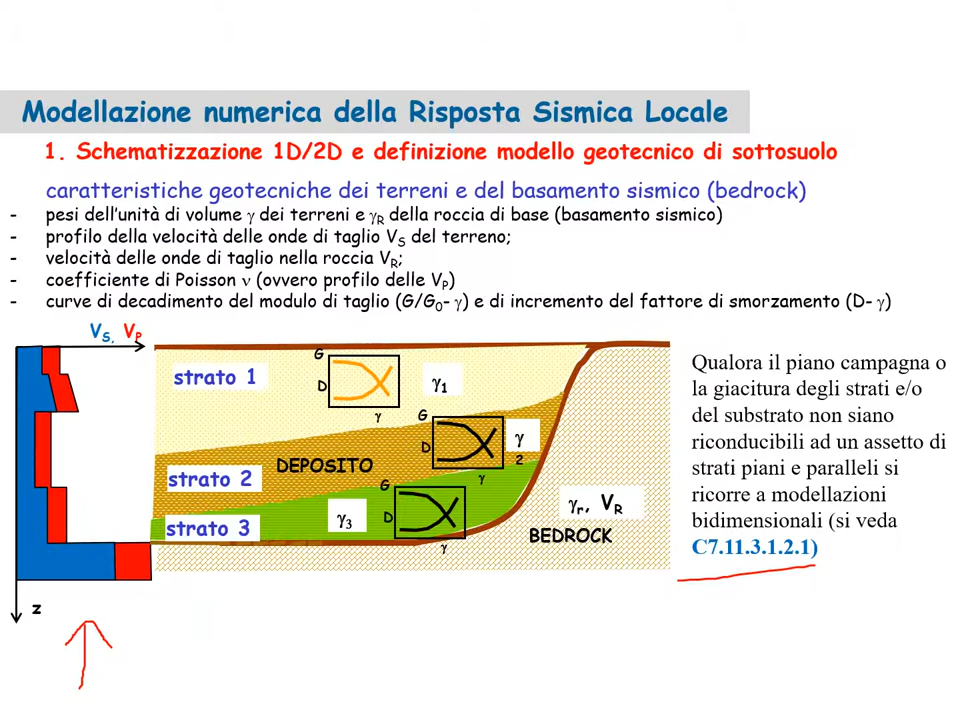 Modellazione numerica della Risposta Sismica Locale
1. Schematizzazione 1D/2D e definizione modello geotecnico di sottosuolo
caratteristiche geotecniche dei terreni e del basamento sismico (bedrock)
- pesi dell'unità di volume γ dei terreni e γR della roccia di base (basamento sismico)
- profilo della velocità delle onde di taglio VS del terreno;
- velocità delle onde di taglio nella roccia VR;
- coefficiente di Poisson ν (ovvero profilo delle VP)
- curve di decadimento del modulo di taglio (G/G0- γ) e di incremento del fattore di smorzamento (D- γ)
VS, VP
z
strato 1
G
D
γ
γ1
strato 2
DEPOSITO
G
D
γ
γ
2
strato 3
γ3
G
D
γ
γr, VR
BEDROCK
Qualora il piano campagna o
la giacitura degli strati e/o
del substrato non siano
riconducibili ad un assetto di
strati piani e paralleli si
ricorre a modellazioni
bidimensionali (si veda
C7.11.3.1.2.1)